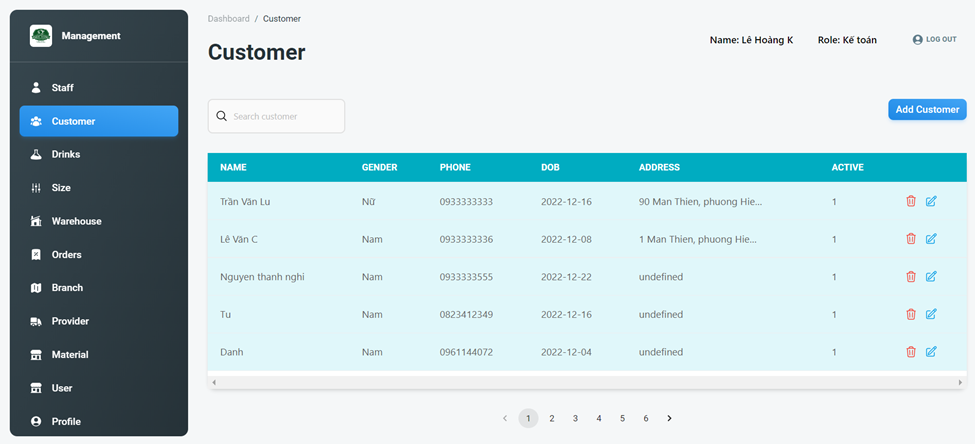 Management
Staff
Customer
Drinks
Size
Warehouse
Orders
Branch
Provider
Material
User
Profile
Dashboard / Customer
Customer
Name: Lê Hoàng K Role: Kế toán LOG OUT
Search customer
Add Customer
NAME GENDER PHONE DOB ADDRESS ACTIVE
Trần Văn Lu Nữ 0933333333 2022-12-16 90 Man Thien, phuong Hie... 1
Lê Văn C Nam 0933333336 2022-12-08 1 Man Thien, phuong Hie... 1
Nguyen thanh nghi Nam 0933333555 2022-12-22 undefined 1
Tu Nam 0823412349 2022-12-16 undefined 1
Danh Nam 0961144072 2022-12-04 undefined 1
1 2 3 4 5 6